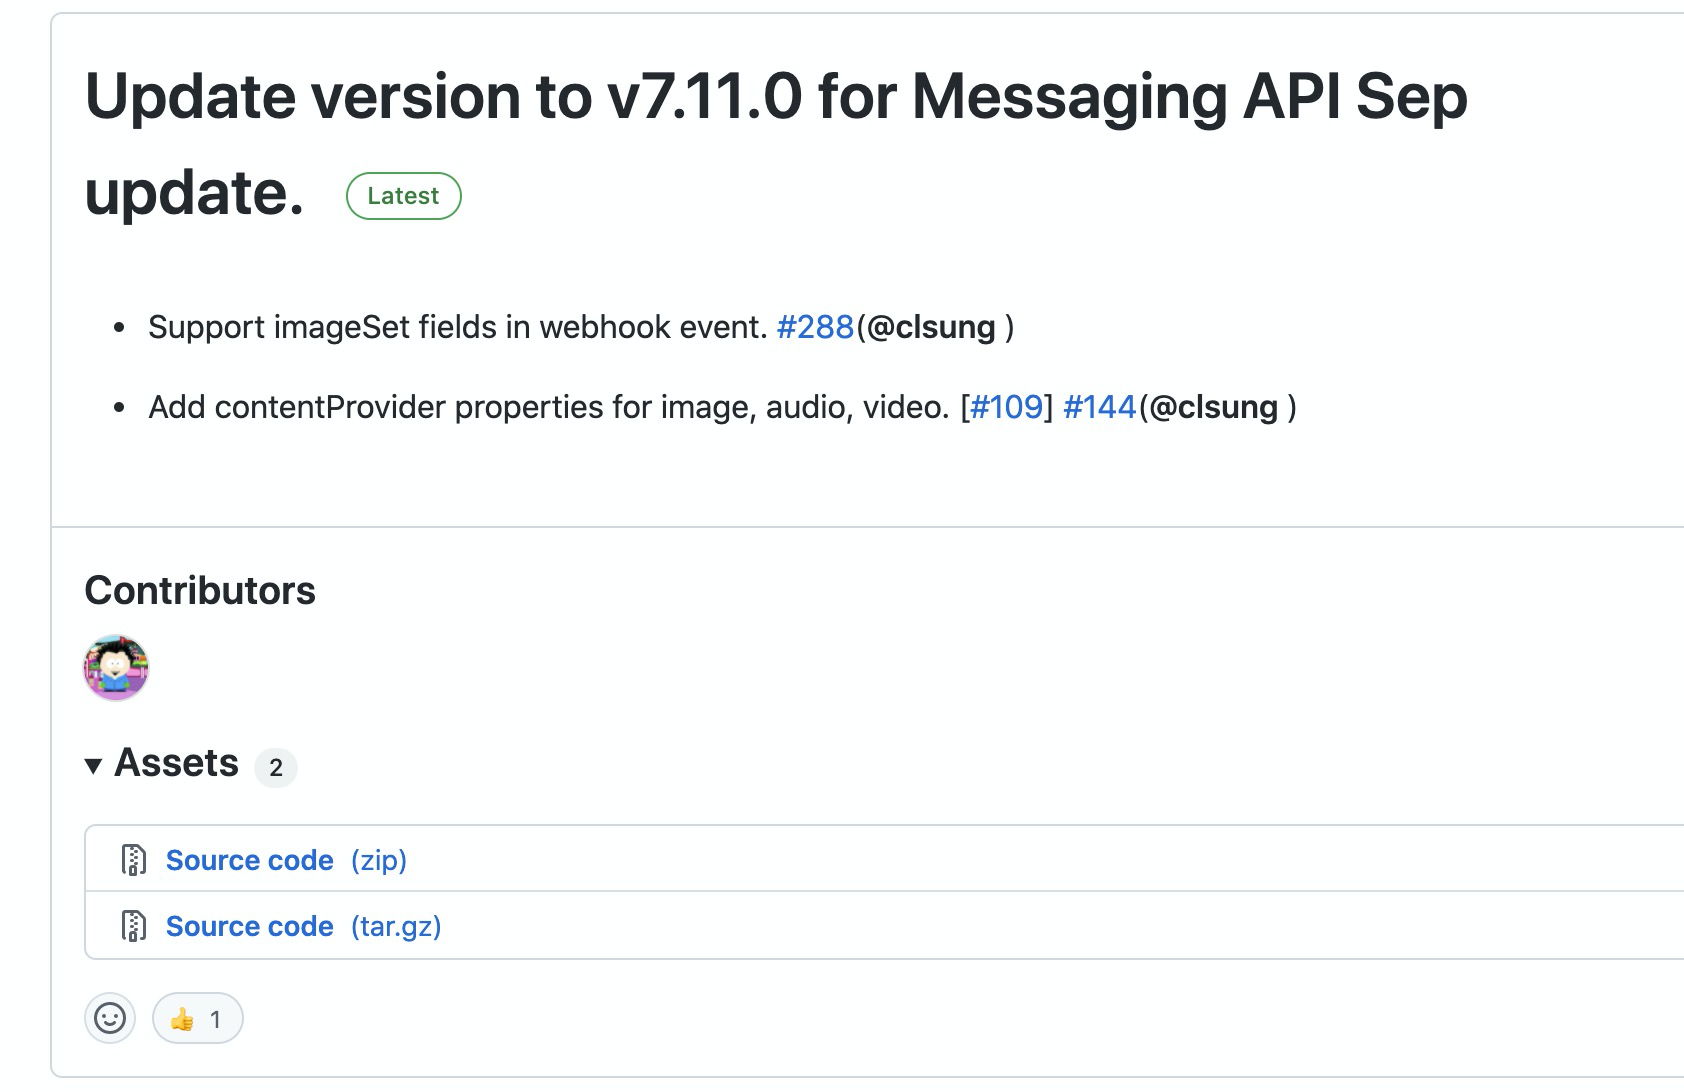 Update version to v7.11.0 for Messaging API Sep
update. Latest
• Support imageSet fields in webhook event. #288(@clsung )
• Add contentProvider properties for image, audio, video. [#109] #144(@clsung )
Contributors
▼ Assets 2
Source code (zip)
Source code (tar.gz)
👍 1